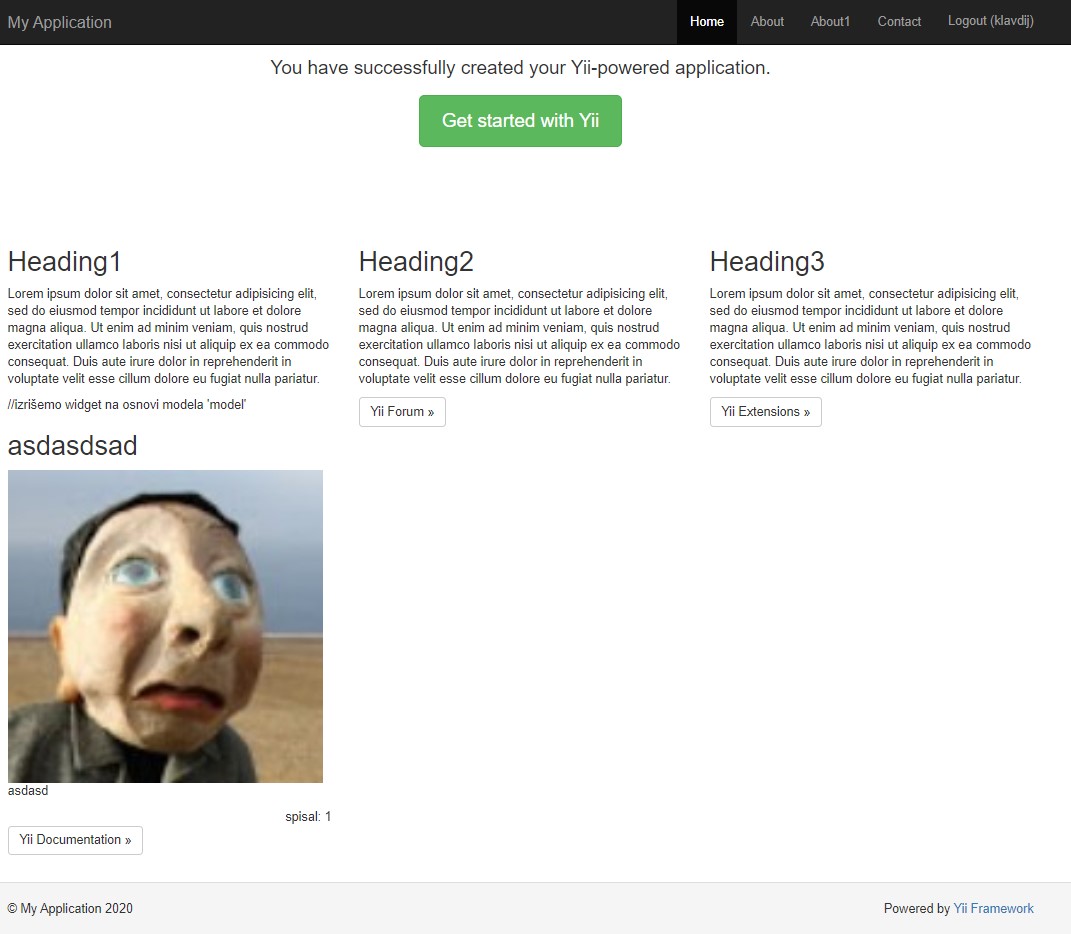 My Application
Home
About
About1
Contact
Logout (klavdij)
You have successfully created your Yii-powered application.
Get started with Yii
Heading1
Lorem ipsum dolor sit amet, consectetur adipisicing elit,
sed do eiusmod tempor incididunt ut labore et dolore
magna aliqua. Ut enim ad minim veniam, quis nostrud
exercitation ullamco laboris nisi ut aliquip ex ea commodo
consequat. Duis aute irure dolor in reprehenderit in
voluptate velit esse cillum dolore eu fugiat nulla pariatur.
//izrišemo widget na osnovi modela 'model'
asdasdsad
asdasd
spisal: 1
Yii Documentation »
Heading2
Lorem ipsum dolor sit amet, consectetur adipisicing elit,
sed do eiusmod tempor incididunt ut labore et dolore
magna aliqua. Ut enim ad minim veniam, quis nostrud
exercitation ullamco laboris nisi ut aliquip ex ea commodo
consequat. Duis aute irure dolor in reprehenderit in
voluptate velit esse cillum dolore eu fugiat nulla pariatur.
Yii Forum »
Heading3
Lorem ipsum dolor sit amet, consectetur adipisicing elit,
sed do eiusmod tempor incididunt ut labore et dolore
magna aliqua. Ut enim ad minim veniam, quis nostrud
exercitation ullamco laboris nisi ut aliquip ex ea commodo
consequat. Duis aute irure dolor in reprehenderit in
voluptate velit esse cillum dolore eu fugiat nulla pariatur.
Yii Extensions »
© My Application 2020
Powered by Yii Framework